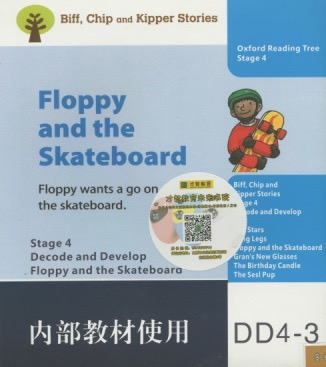 Biff, Chip and Kipper Stories
Oxford Reading Tree
Stage 4
Floppy
and the
Skateboard
Floppy wants a go on
the skateboard.
Biff, Chip and
Kipper Stories
Stage 4
Decode and Develop
Stars
Long Legs
Floppy and the Skateboard
Gran's New Glasses
The Birthday Candle
The Sesl Pup
Stage 4
Decode and Develop
Floppy and the Skateboard
内部教材使用
DD4-3